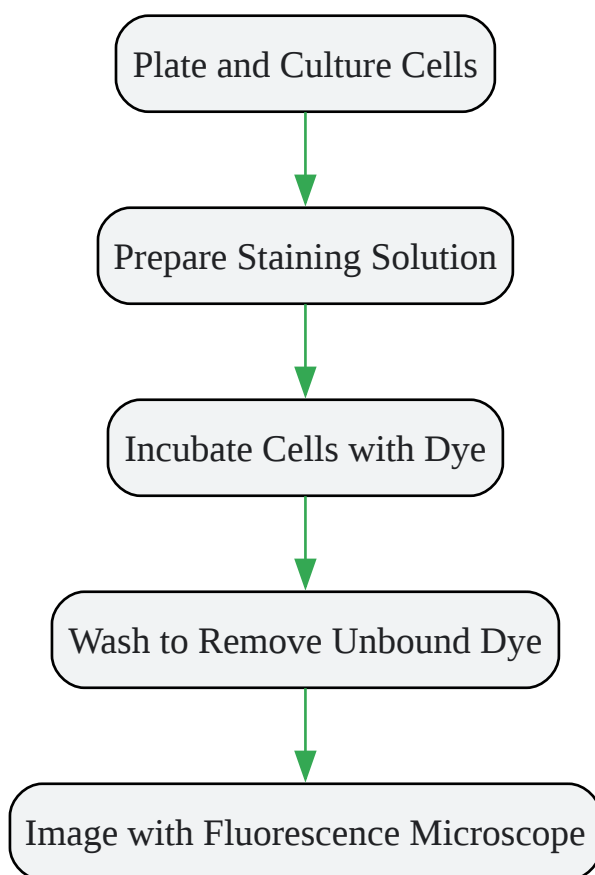 Plate and Culture Cells
Prepare Staining Solution
Incubate Cells with Dye
Wash to Remove Unbound Dye
Image with Fluorescence Microscope